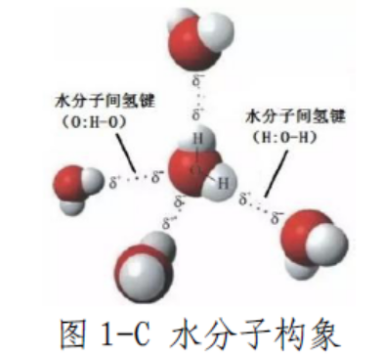 δ⁻
δ⁺
水分子间氢键
(O:H-O)
水分子间氢键
(H:O-H)
H
O
H
δ⁺
δ⁻
δ⁺
δ⁻
δ⁻
δ⁺
图 1-C 水分子构象